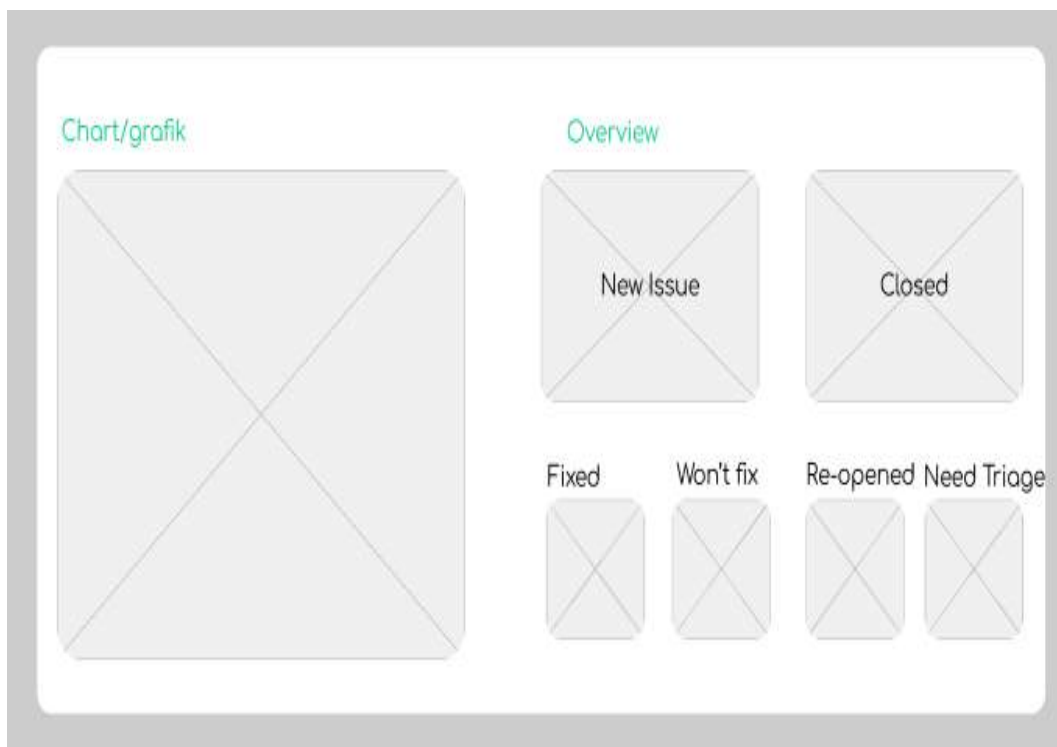 Chart/grafik
Overview
New Issue
Closed
Fixed
Won't fix
Re-opened
Need Triage